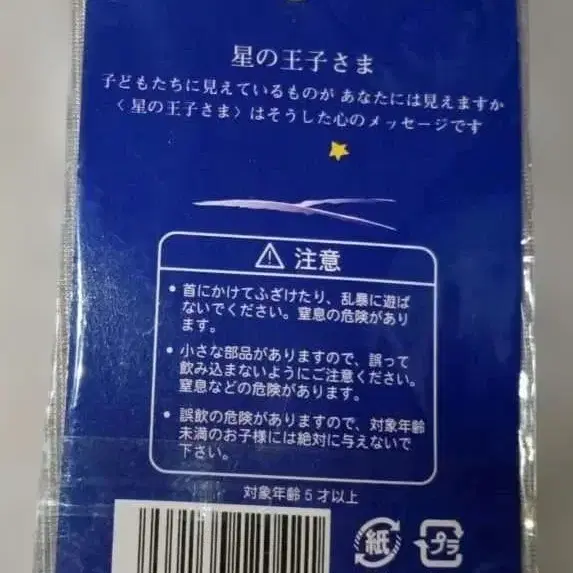 星の王子さま
子どもたちに見えているものが あなたには見えますか
〈 星の王子さま〉はそうした心のメッセージです
注意
• 首にかけてふざけたり、乱暴に遊ば
ないでください。窒息の危険があり
ます。
• 小さな部品がありますので、誤って
飲み込まないようにご注意ください。
窒息などの危険があります。
• 誤飲の危険がありますので、対象年齢
未満のお子様には絶対に与えないで
下さい。
対象年齢5才以上
紙
プラ